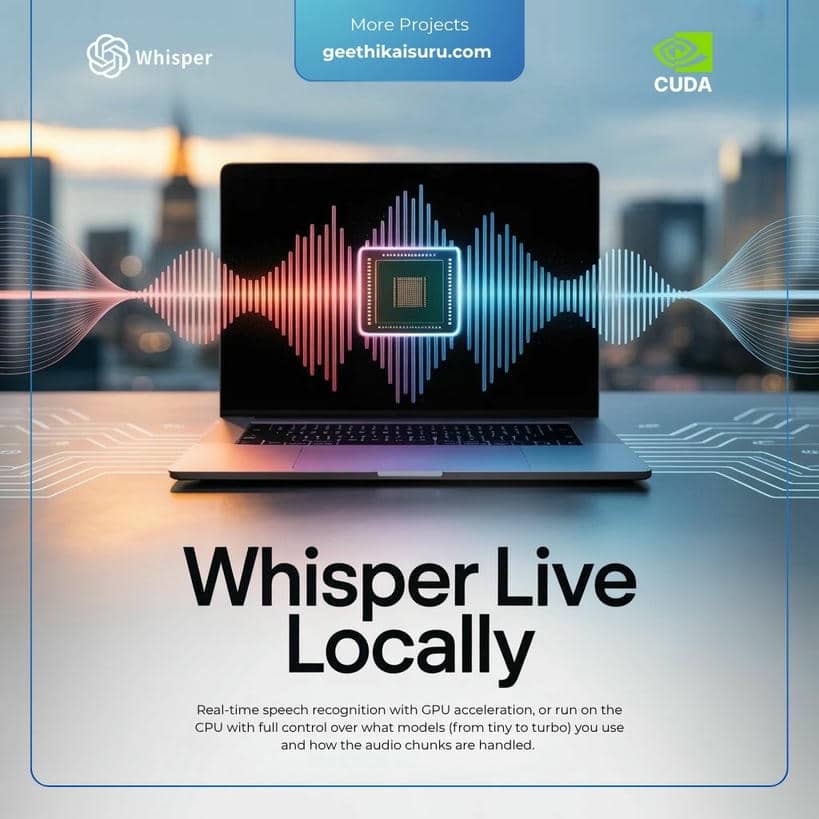 More Projects
geethikaisuru.com
Whisper
CUDA
Whisper Live
Locally
Real-time speech recognition with GPU acceleration, or run on the
CPU with full control over what models (from tiny to turbo) you use
and how the audio chunks are handled.